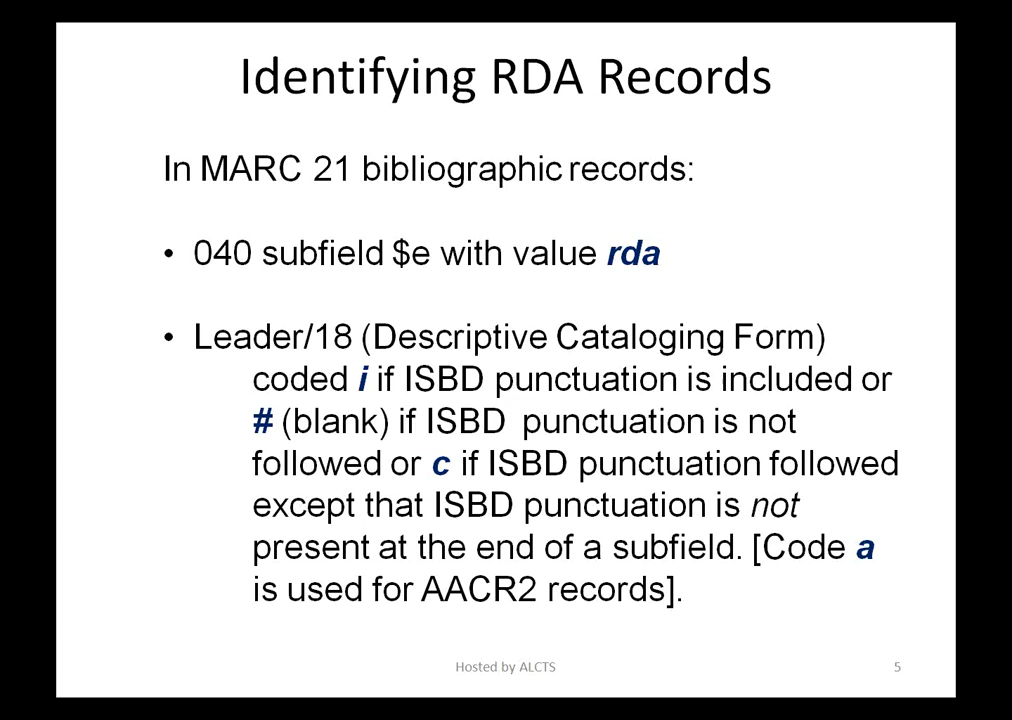 Identifying RDA Records
In MARC 21 bibliographic records:
• 040 subfield $e with value rda
• Leader/18 (Descriptive Cataloging Form)
coded i if ISBD punctuation is included or
# (blank) if ISBD punctuation is not
followed or c if ISBD punctuation followed
except that ISBD punctuation is not
present at the end of a subfield. [Code a
is used for AACR2 records].
Hosted by ALCTS
5